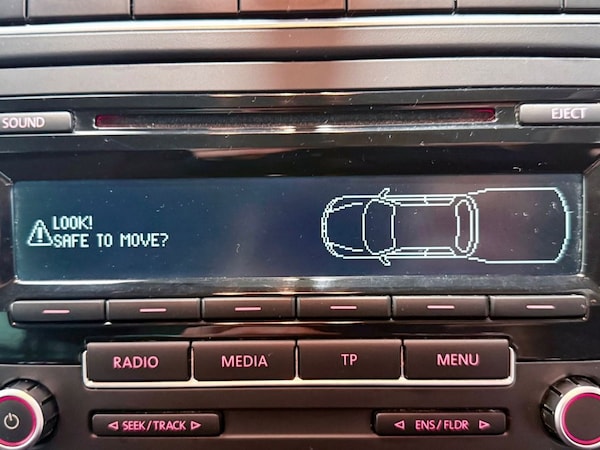 SOUND
EJECT
LOOK!
SAFE TO MOVE?
RADIO MEDIA TP MENU
SEEK/TRACK ENS/FLDR